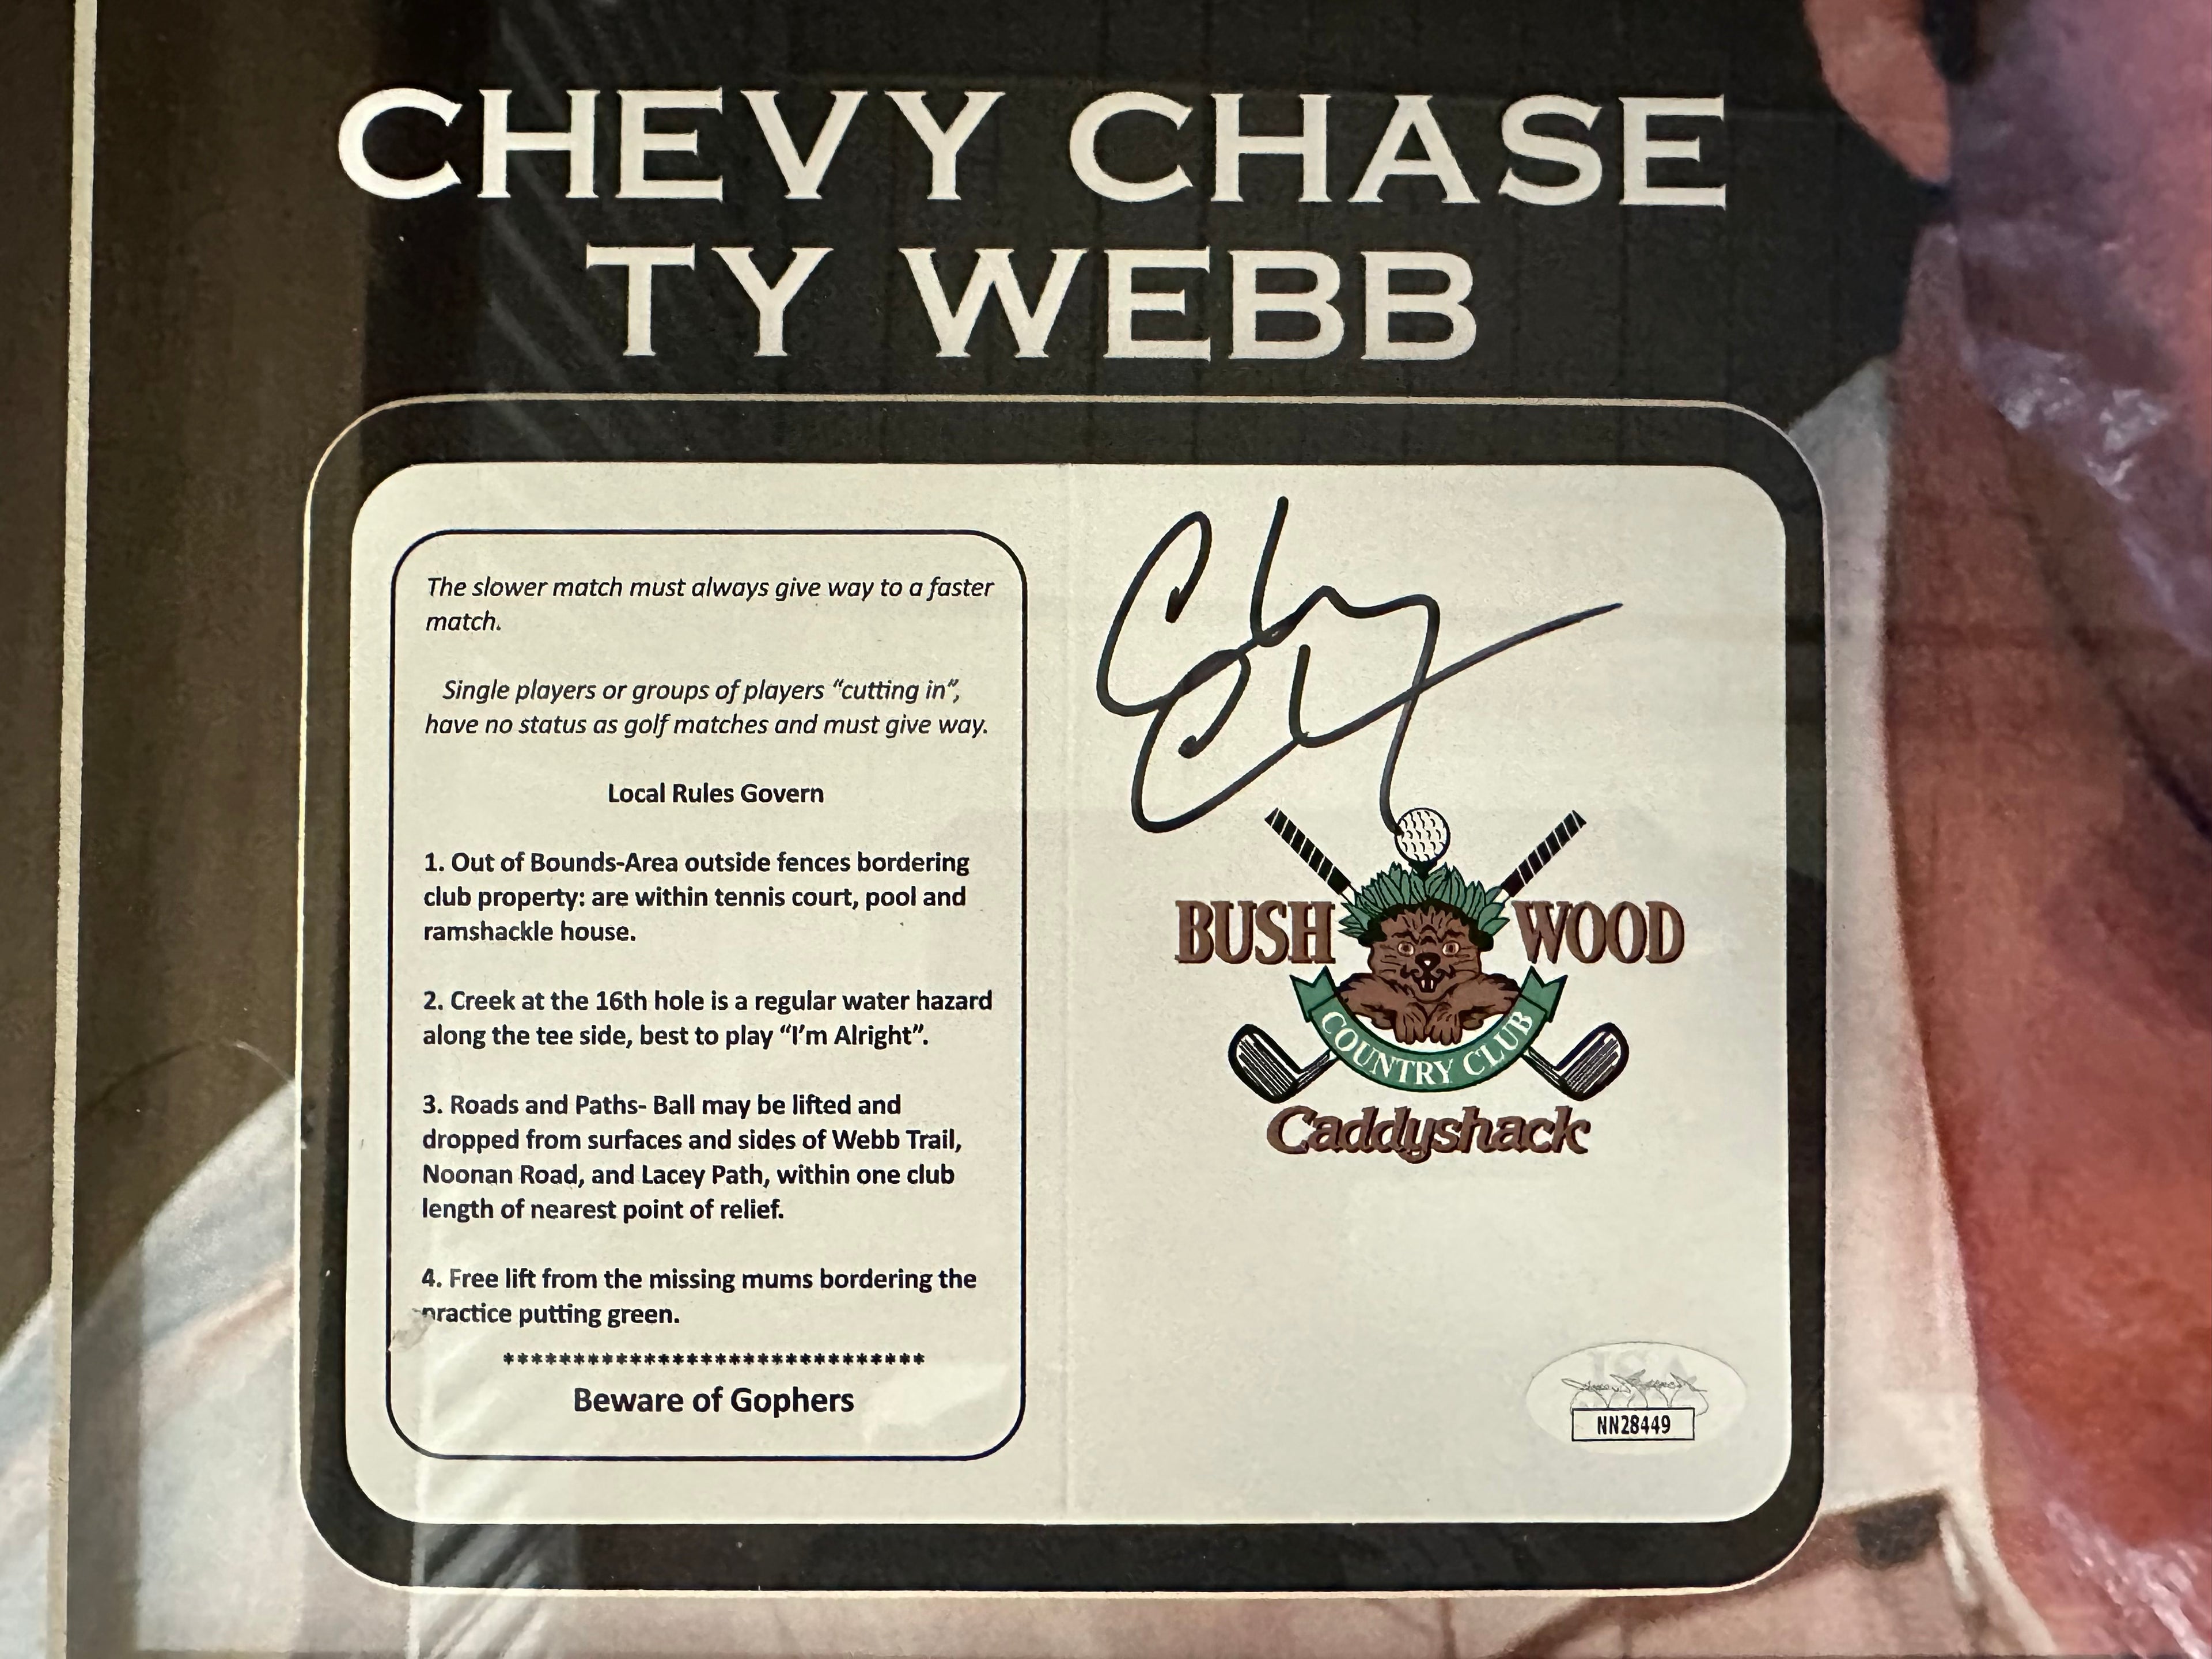 CHEVY CHASE
TY WEBB
The slower match must always give way to a faster
match.
Single players or groups of players “cutting in”,
have no status as golf matches and must give way.
Local Rules Govern
1. Out of Bounds-Area outside fences bordering
club property: are within tennis court, pool and
ramshackle house.
2. Creek at the 16th hole is a regular water hazard
along the tee side, best to play “I’m Alright”.
3. Roads and Paths- Ball may be lifted and
dropped from surfaces and sides of Webb Trail,
Noonan Road, and Lacey Path, within one club
length of nearest point of relief.
4. Free lift from the missing mums bordering the
practice putting green.
******************************
Beware of Gophers
BUSH WOOD
COUNTRY CLUB
Caddyshack
JSA
NN28449